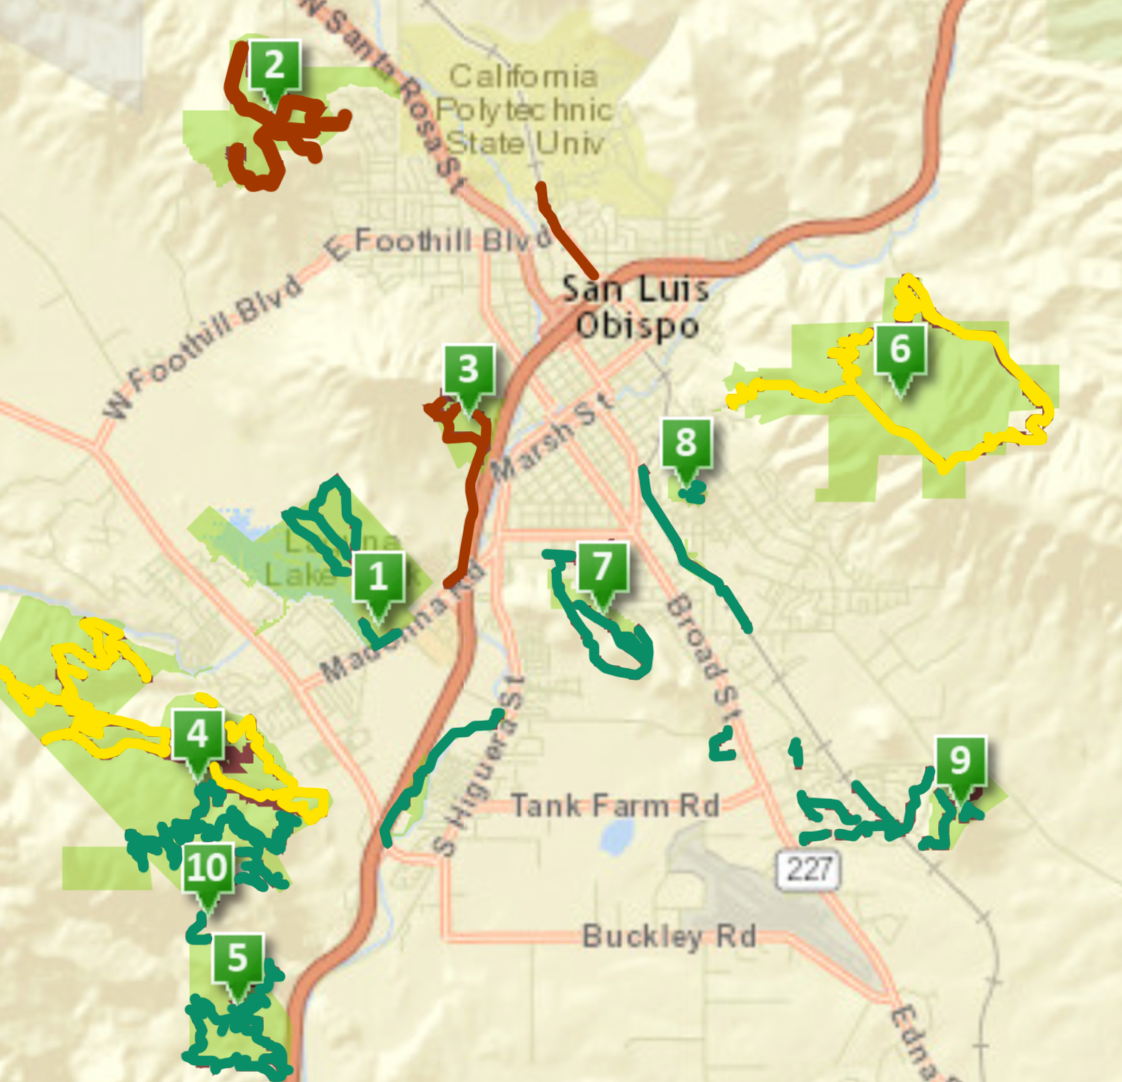 N Santa Rosa St
2
California
Polytechnic
State Univ
E Foothill Blvd
San Luis
Obispo
W Foothill Blvd
6
3
Marsh St
8
Laguna
Lake Park
1
7
Madonna Rd
Broad St
4
S Higuera St
9
Tank Farm Rd
10
227
Buckley Rd
5
Edna